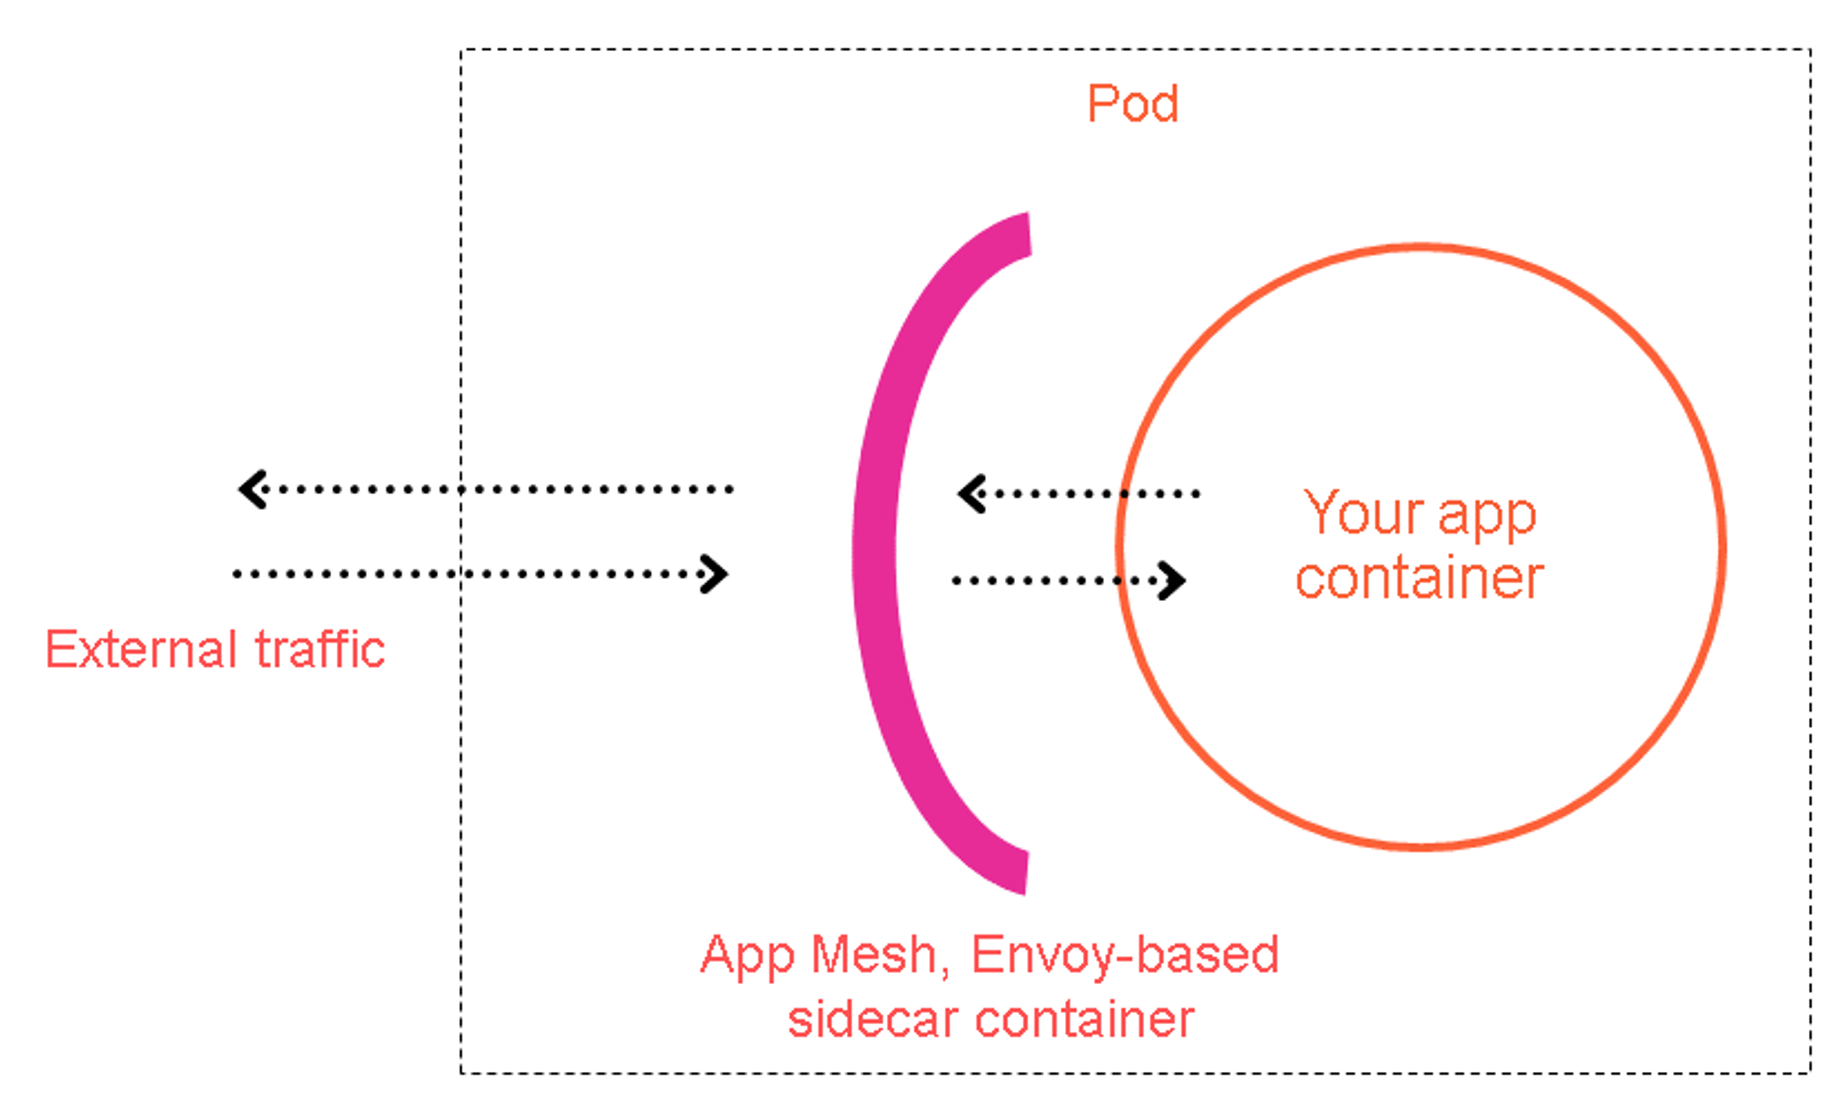 Pod
Your app
container
External traffic
App Mesh, Envoy-based
sidecar container